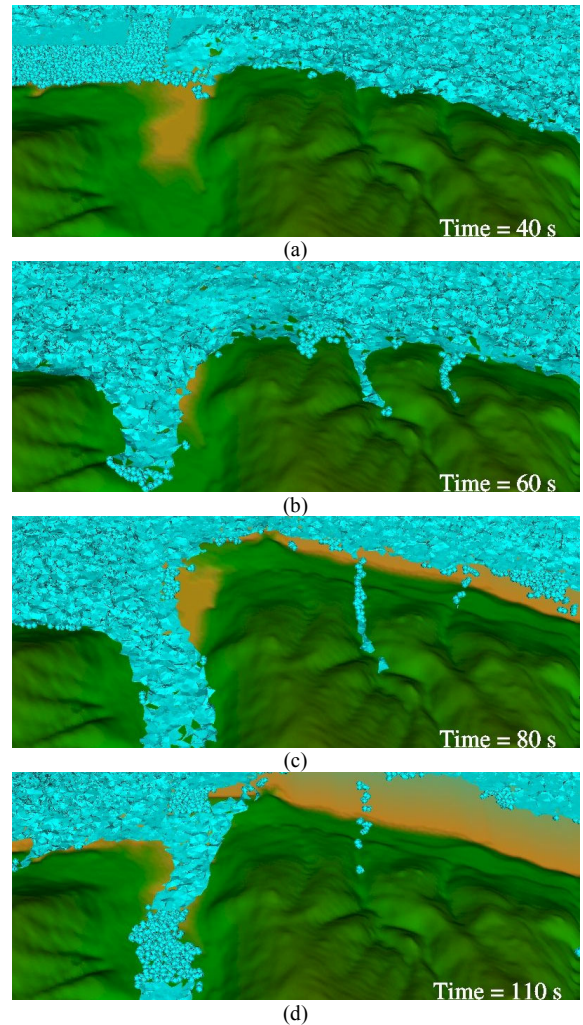 Time = 40 s
(a)
Time = 60 s
(b)
Time = 80 s
(c)
Time = 110 s
(d)